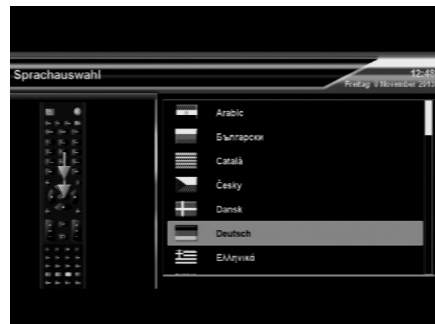 Sprachauswahl
12:48
Freitag 8 November 2013
Arabic
Български
Català
Česky
Dansk
Deutsch
Ελληνικά